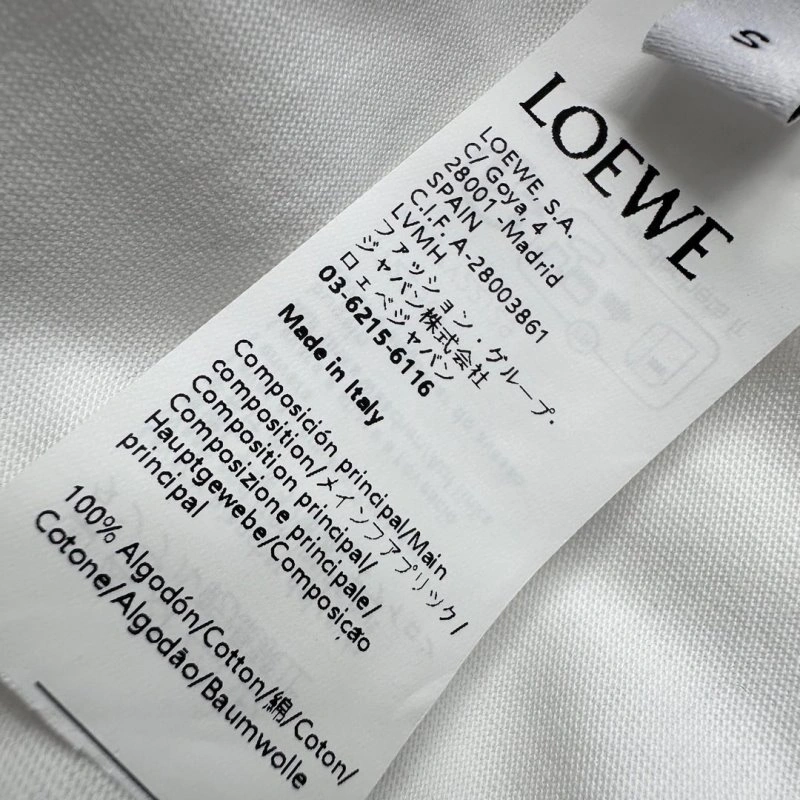 S
LOEWE
LOEWE, S.A.
C/ Goya, 4
28001 -Madrid
SPAIN
C.I.F. A-28003861
LVMH
ファッション・グループ・
ジャパン株式会社
ロエベジャパン
03-6215-6116
Made in Italy
Composición principal/Main
composition/メインファブリック/
Composition principal/
Composizione principale/
Hauptgewebe/Composição
principal
100% Algodón/Cotton/綿/Coton/
Cotone/Algodão/Baumwolle